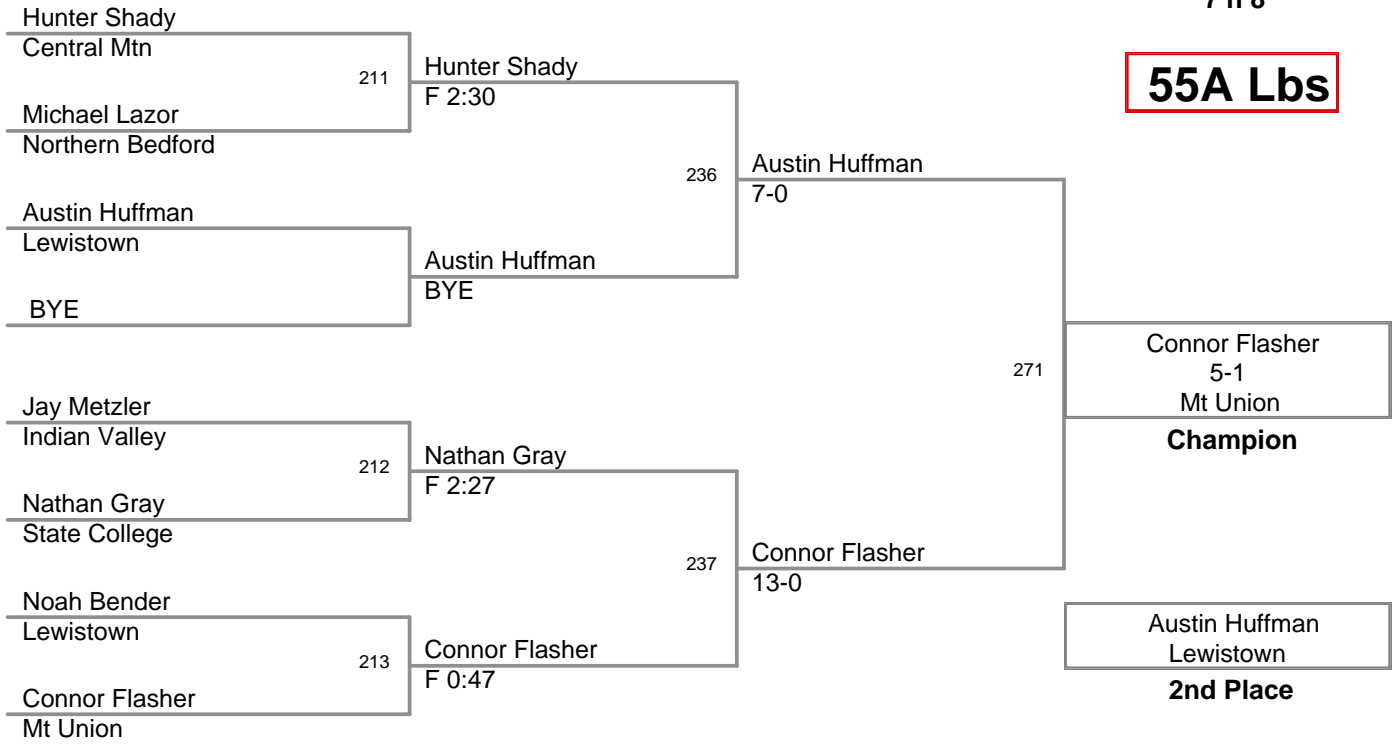 7 n 8
55A Lbs
Hunter Shady
Central Mtn
211
Michael Lazor
Northern Bedford
Hunter Shady
F 2:30
Austin Huffman
Lewistown
BYE
Austin Huffman
BYE
236
Austin Huffman
7-0
Jay Metzler
Indian Valley
212
Nathan Gray
State College
Nathan Gray
F 2:27
Noah Bender
Lewistown
213
Connor Flasher
Mt Union
Connor Flasher
F 0:47
237
Connor Flasher
13-0
271
Connor Flasher
5-1
Mt Union
Champion
Austin Huffman
Lewistown
2nd Place